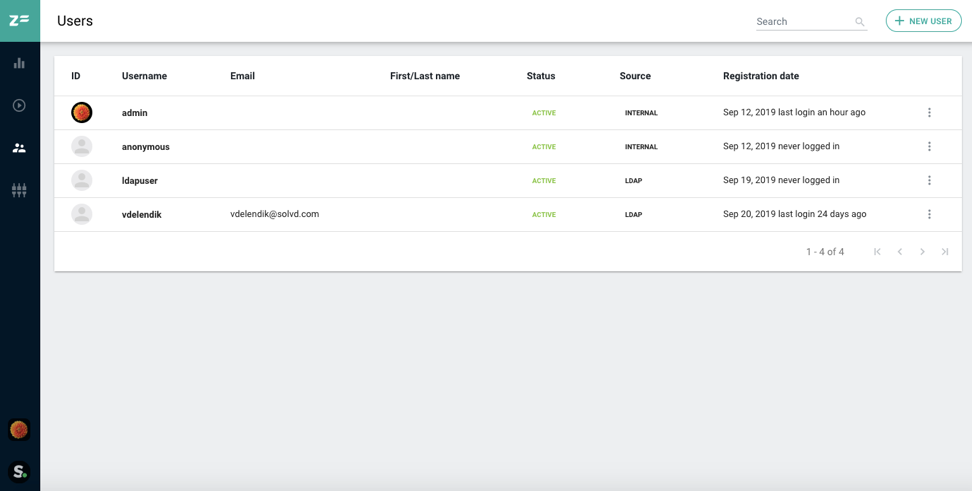 Users
Search
NEW USER
ID Username Email First/Last name Status Source Registration date
admin ACTIVE INTERNAL Sep 12, 2019 last login an hour ago
anonymous ACTIVE INTERNAL Sep 12, 2019 never logged in
ldapuser ACTIVE LDAP Sep 19, 2019 never logged in
vdelendik vdelendik@solvd.com ACTIVE LDAP Sep 20, 2019 last login 24 days ago
1 - 4 of 4
S.